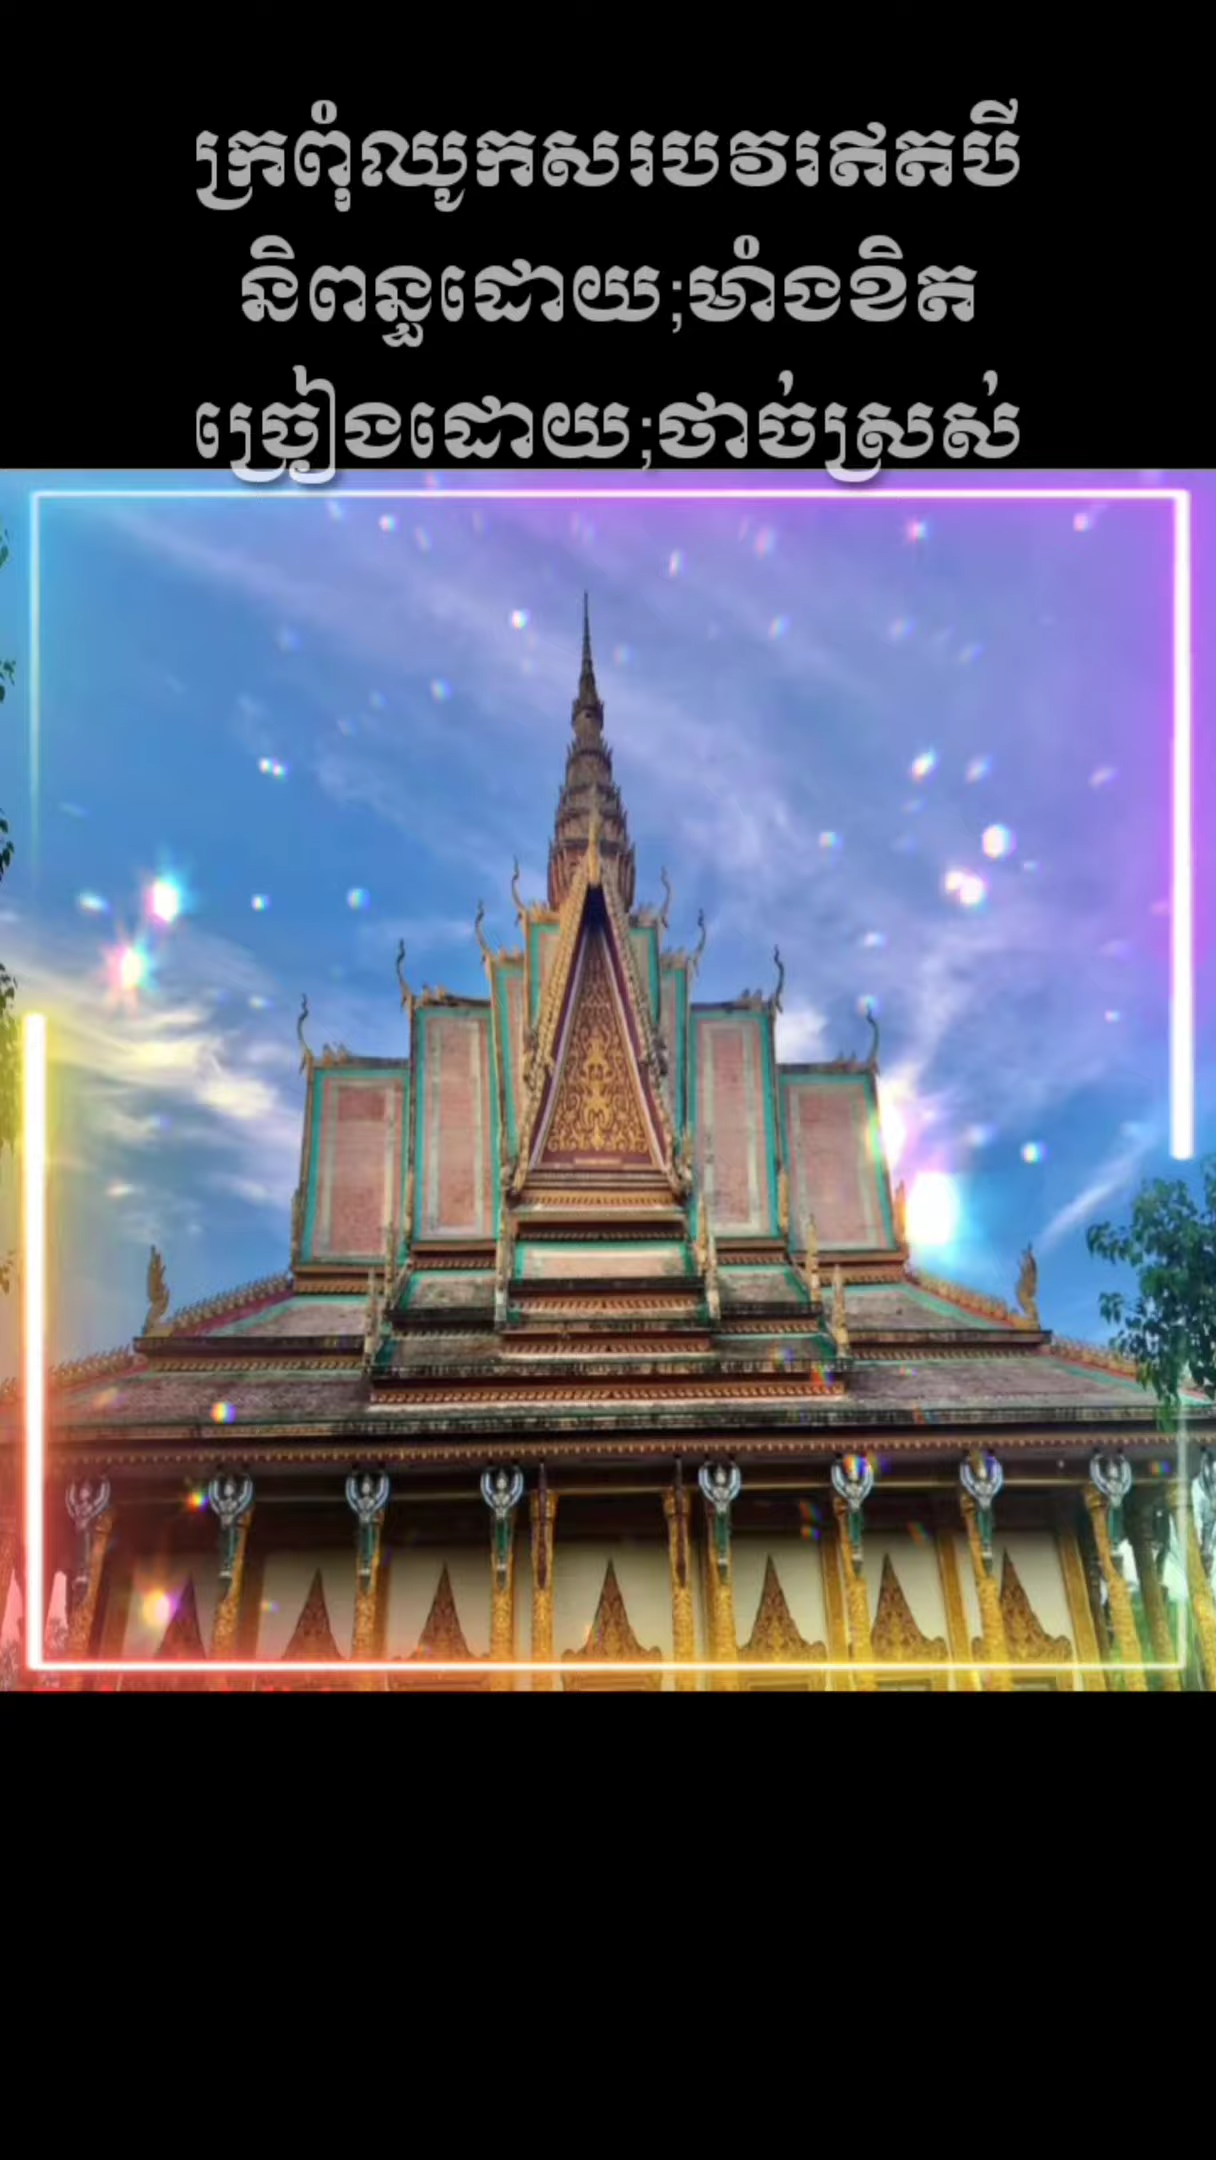 ក្រពុំឈូកសរបវរឥតបី
និពន្ធដោយ;មាំងខិត
ច្រៀងដោយ;ថាច់ស្រស់